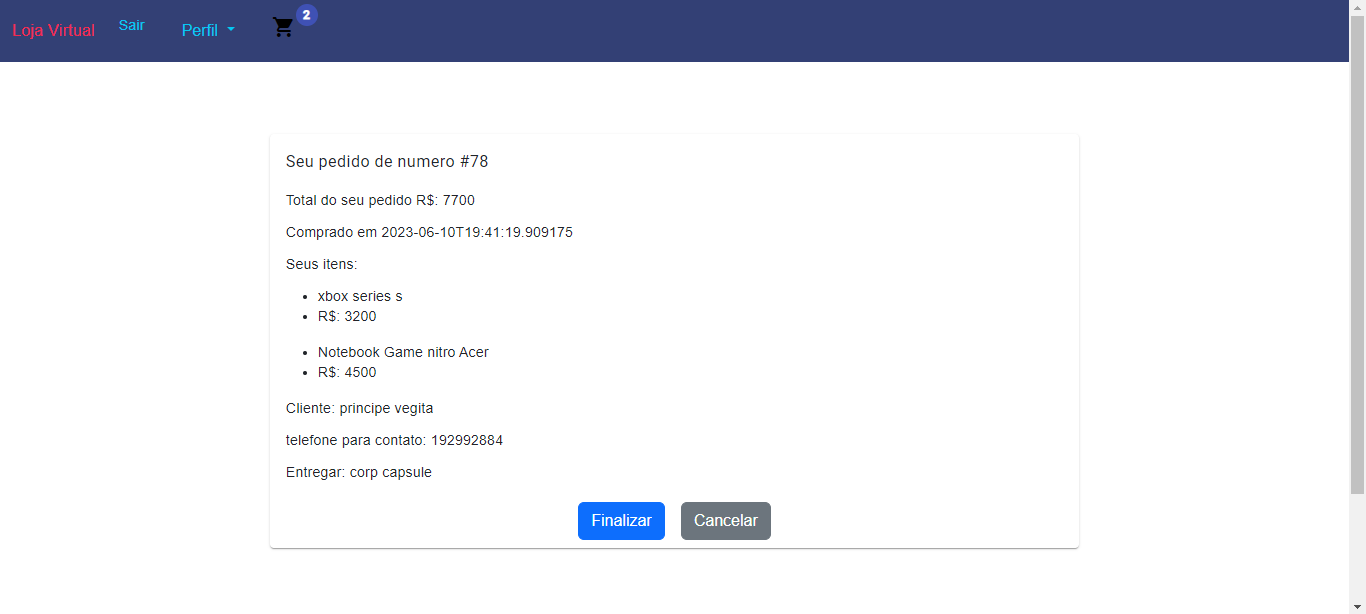 Loja Virtual Sair Perfil 2
Seu pedido de numero #78
Total do seu pedido R$: 7700
Comprado em 2023-06-10T19:41:19.909175
Seus itens:
xbox series s
R$: 3200
Notebook Game nitro Acer
R$: 4500
Cliente: principe vegita
telefone para contato: 192992884
Entregar: corp capsule
Finalizar Cancelar